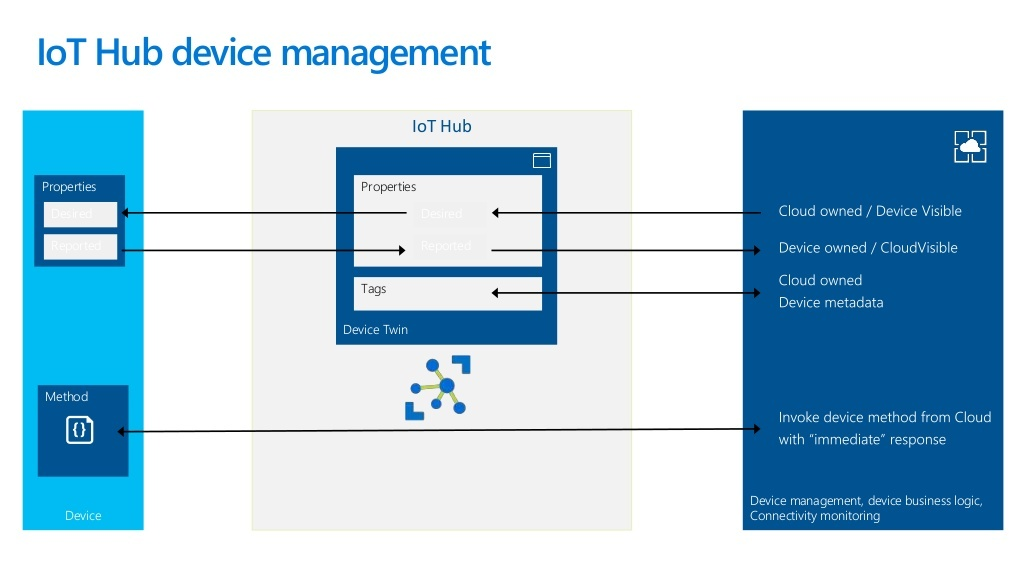 IoT Hub device management
IoT Hub
Properties
Desired
Reported
Method
{}
Device
Properties
Desired
Reported
Tags
Device Twin
Cloud owned / Device Visible
Device owned / CloudVisible
Cloud owned
Device metadata
Invoke device method from Cloud
with “immediate” response
Device management, device business logic,
Connectivity monitoring